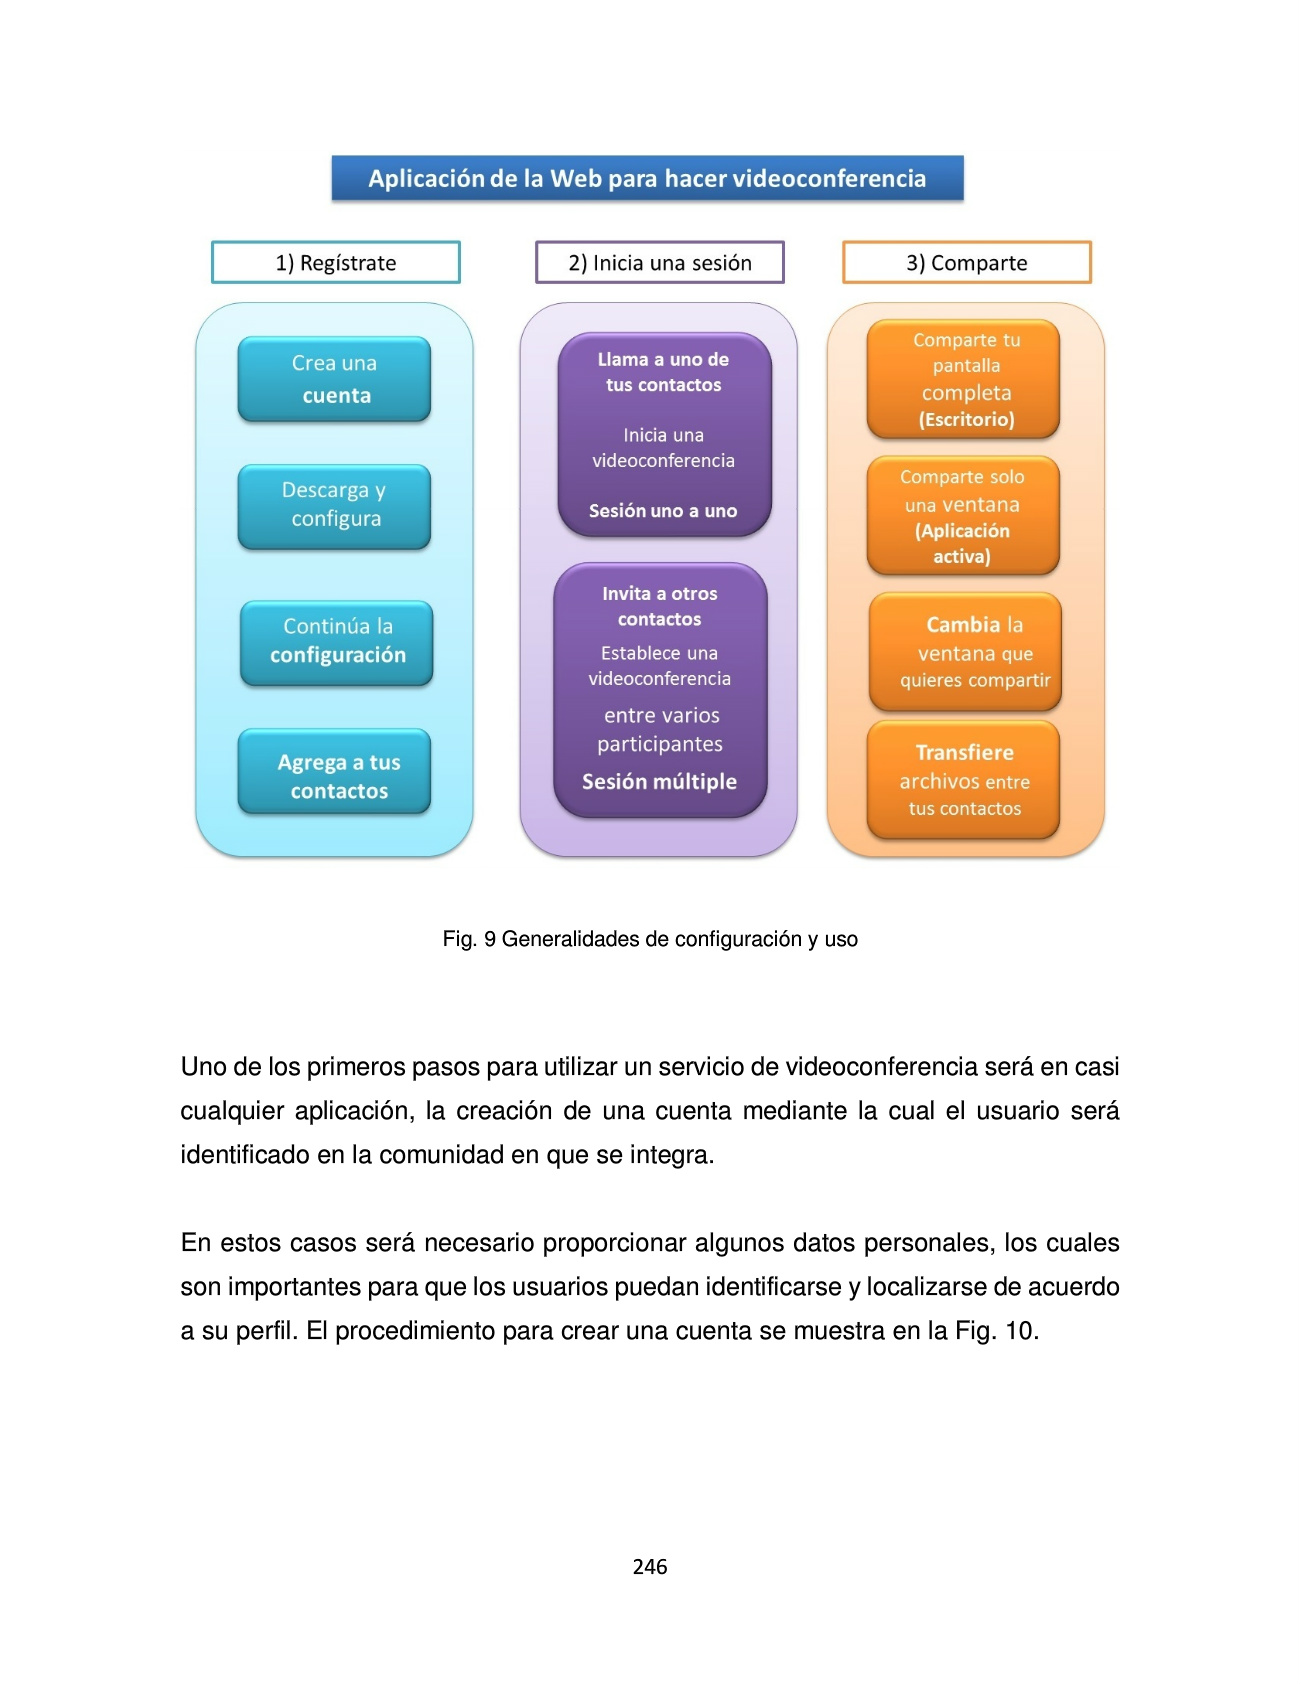 Aplicación de la Web para hacer videoconferencia
1) Regístrate
Crea una
cuenta
Descarga y
configura
Continúa la
configuración
Agrega a tus
contactos
2) Inicia una sesión
Llama a uno de
tus contactos
Inicia una
videoconferencia
Sesión uno a uno
Invita a otros
contactos
Establece una
videoconferencia
entre varios
participantes
Sesión múltiple
3) Comparte
Comparte tu
pantalla
completa
(Escritorio)
Comparte solo
una ventana
(Aplicación
activa)
Cambia la
ventana que
quieres compartir
Transfiere
archivos entre
tus contactos
Fig. 9 Generalidades de configuración y uso
Uno de los primeros pasos para utilizar un servicio de videoconferencia será en casi
cualquier aplicación, la creación de una cuenta mediante la cual el usuario será
identificado en la comunidad en que se integra.
En estos casos será necesario proporcionar algunos datos personales, los cuales
son importantes para que los usuarios puedan identificarse y localizarse de acuerdo
a su perfil. El procedimiento para crear una cuenta se muestra en la Fig. 10.
246